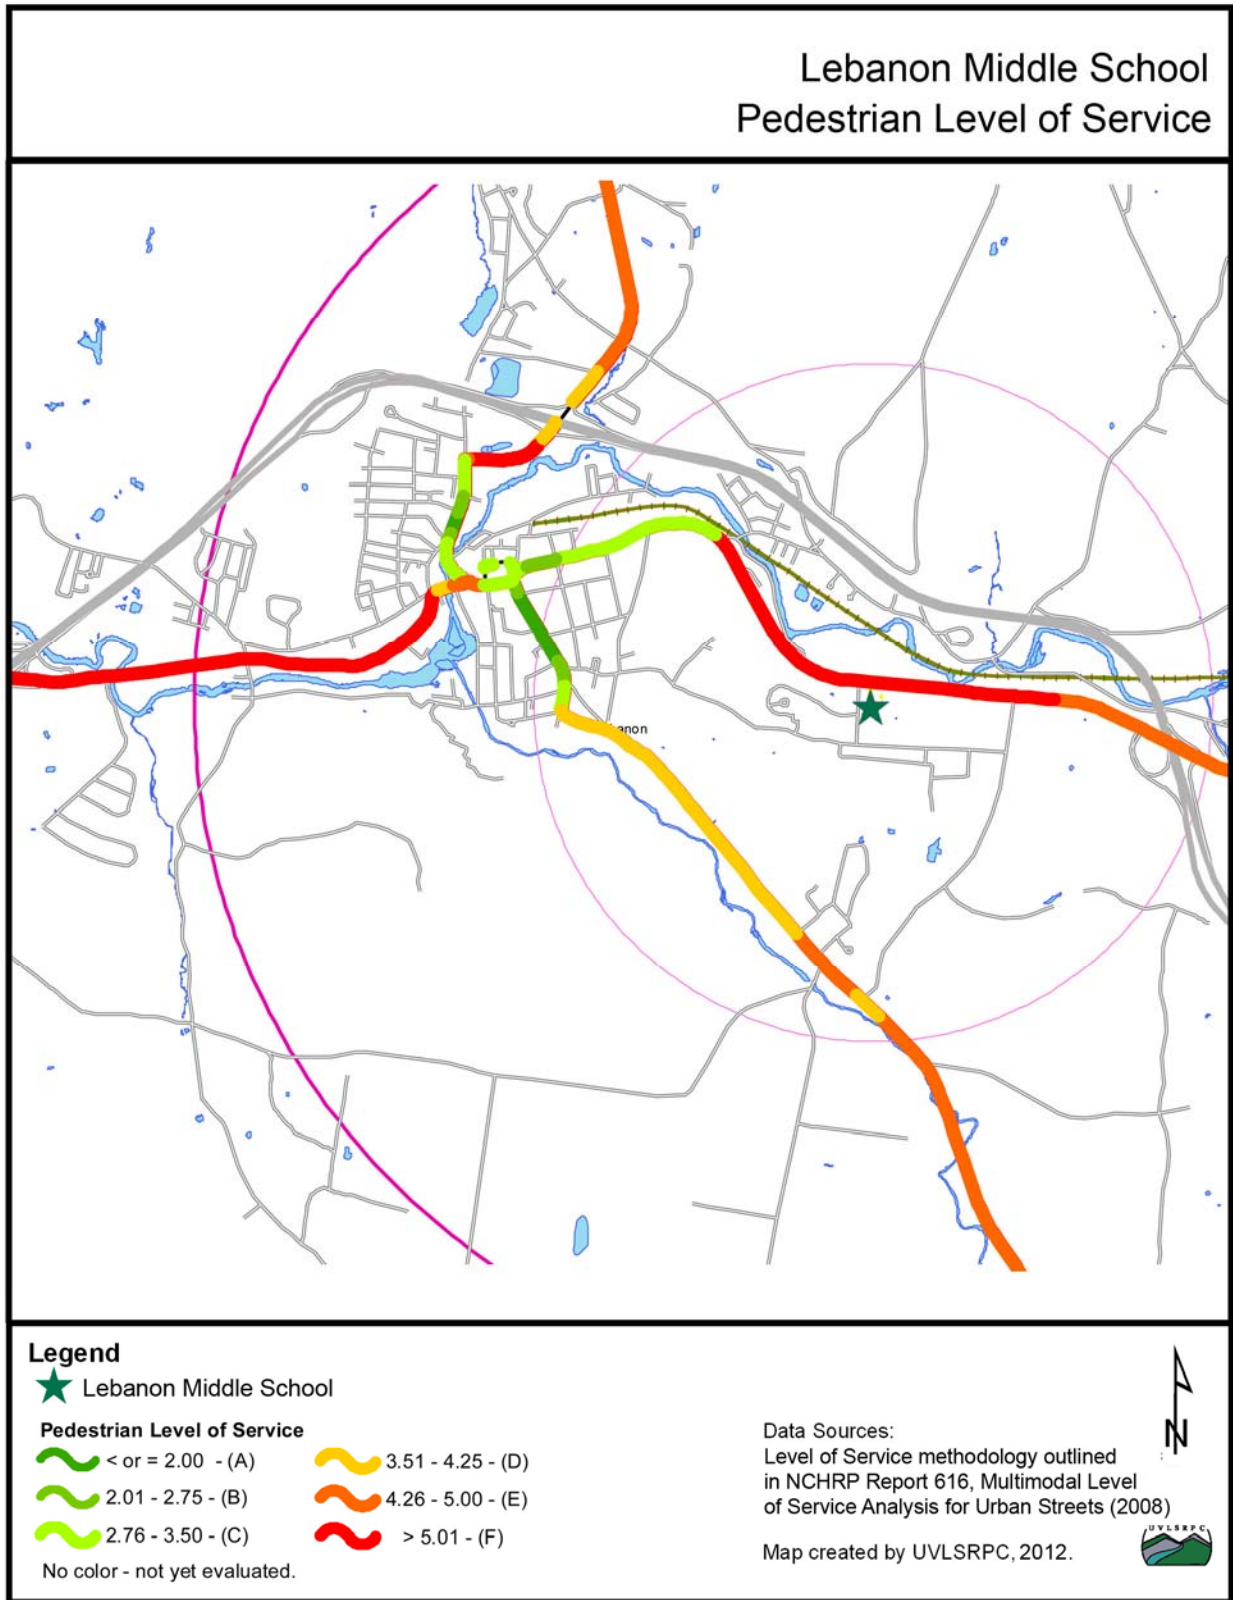 Lebanon Middle School
Pedestrian Level of Service
anon
Legend
Lebanon Middle School
Pedestrian Level of Service
< or = 2.00 - (A)
2.01 - 2.75 - (B)
2.76 - 3.50 - (C)
3.51 - 4.25 - (D)
4.26 - 5.00 - (E)
> 5.01 - (F)
No color - not yet evaluated.
Data Sources:
Level of Service methodology outlined
in NCHRP Report 616, Multimodal Level
of Service Analysis for Urban Streets (2008)
Map created by UVLSRPC, 2012.
N
UVLSRPC